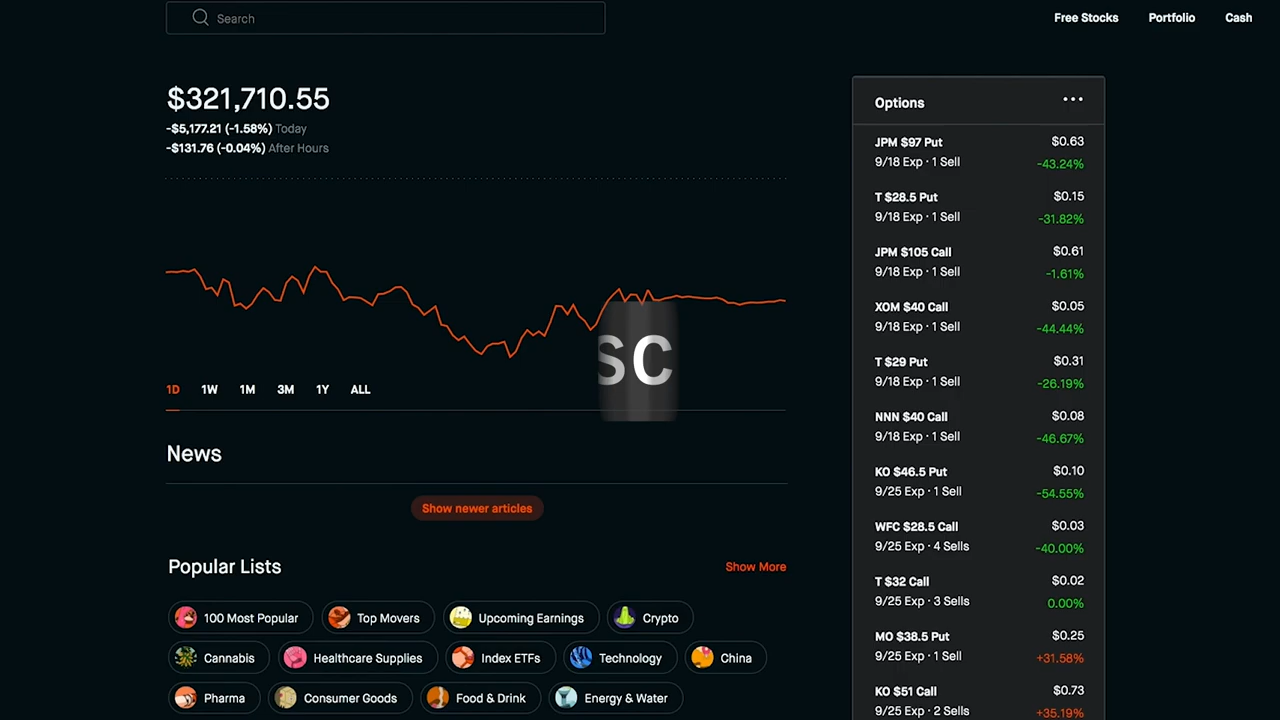 Search
Free Stocks
Portfolio
Cash
$321,710.55
-$5,177.21 (-1.58%) Today
-$131.76 (-0.04%) After Hours
SC
1D
1W
1M
3M
1Y
ALL
News
Show newer articles
Popular Lists
Show More
100 Most Popular
Top Movers
Upcoming Earnings
Crypto
Cannabis
Healthcare Supplies
Index ETFs
Technology
China
Pharma
Consumer Goods
Food & Drink
Energy & Water
Options
JPM $97 Put $0.63
9/18 Exp · 1 Sell -43.24%
T $28.5 Put $0.15
9/18 Exp · 1 Sell -31.82%
JPM $105 Call $0.61
9/18 Exp · 1 Sell -1.61%
XOM $40 Call $0.05
9/18 Exp · 1 Sell -44.44%
T $29 Put $0.31
9/18 Exp · 1 Sell -26.19%
NNN $40 Call $0.08
9/18 Exp · 1 Sell -46.67%
KO $46.5 Put $0.10
9/25 Exp · 1 Sell -54.55%
WFC $28.5 Call $0.03
9/25 Exp · 4 Sells -40.00%
T $32 Call $0.02
9/25 Exp · 3 Sells 0.00%
MO $38.5 Put $0.25
9/25 Exp · 1 Sell +31.58%
KO $51 Call $0.73
9/25 Exp · 2 Sells +35.19%